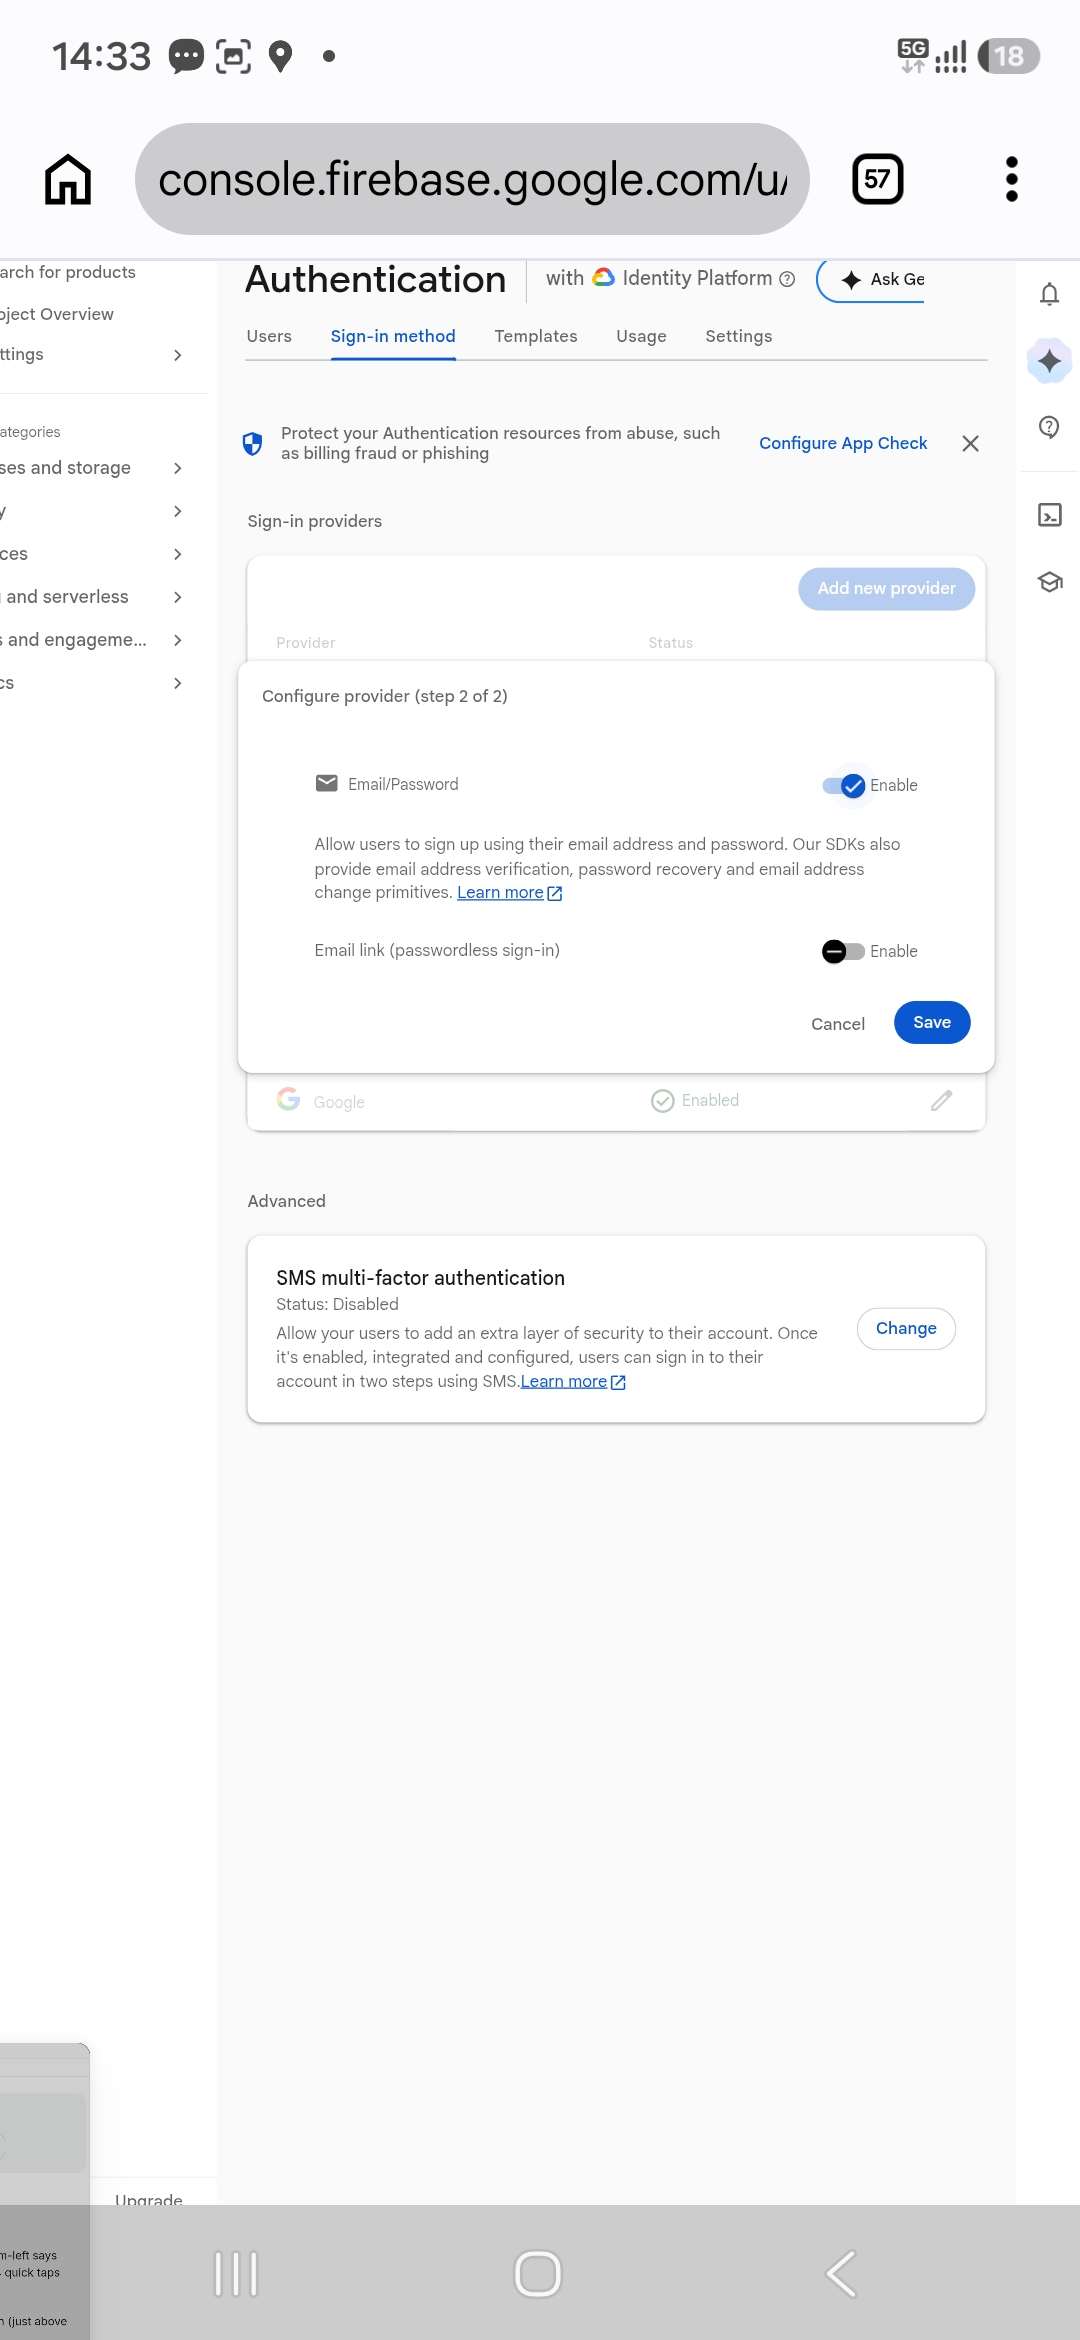 14:33
5G
18
console.firebase.google.com/u/
57
arch for products
Authentication
with Identity Platform
Ask Ge
oject Overview
ttings
Users
Sign-in method
Templates
Usage
Settings
ategories
ses and storage
y
ces
g and serverless
s and engageme...
cs
Protect your Authentication resources from abuse, such
as billing fraud or phishing
Configure App Check
Sign-in providers
Add new provider
Provider
Status
Configure provider (step 2 of 2)
Email/Password
Enable
Allow users to sign up using their email address and password. Our SDKs also
provide email address verification, password recovery and email address
change primitives. Learn more
Email link (passwordless sign-in)
Enable
Cancel
Save
Google
Enabled
Advanced
SMS multi-factor authentication
Status: Disabled
Allow your users to add an extra layer of security to their account. Once
it's enabled, integrated and configured, users can sign in to their
account in two steps using SMS.Learn more
Change
Upgrade
m-left says
quick taps
n (just above